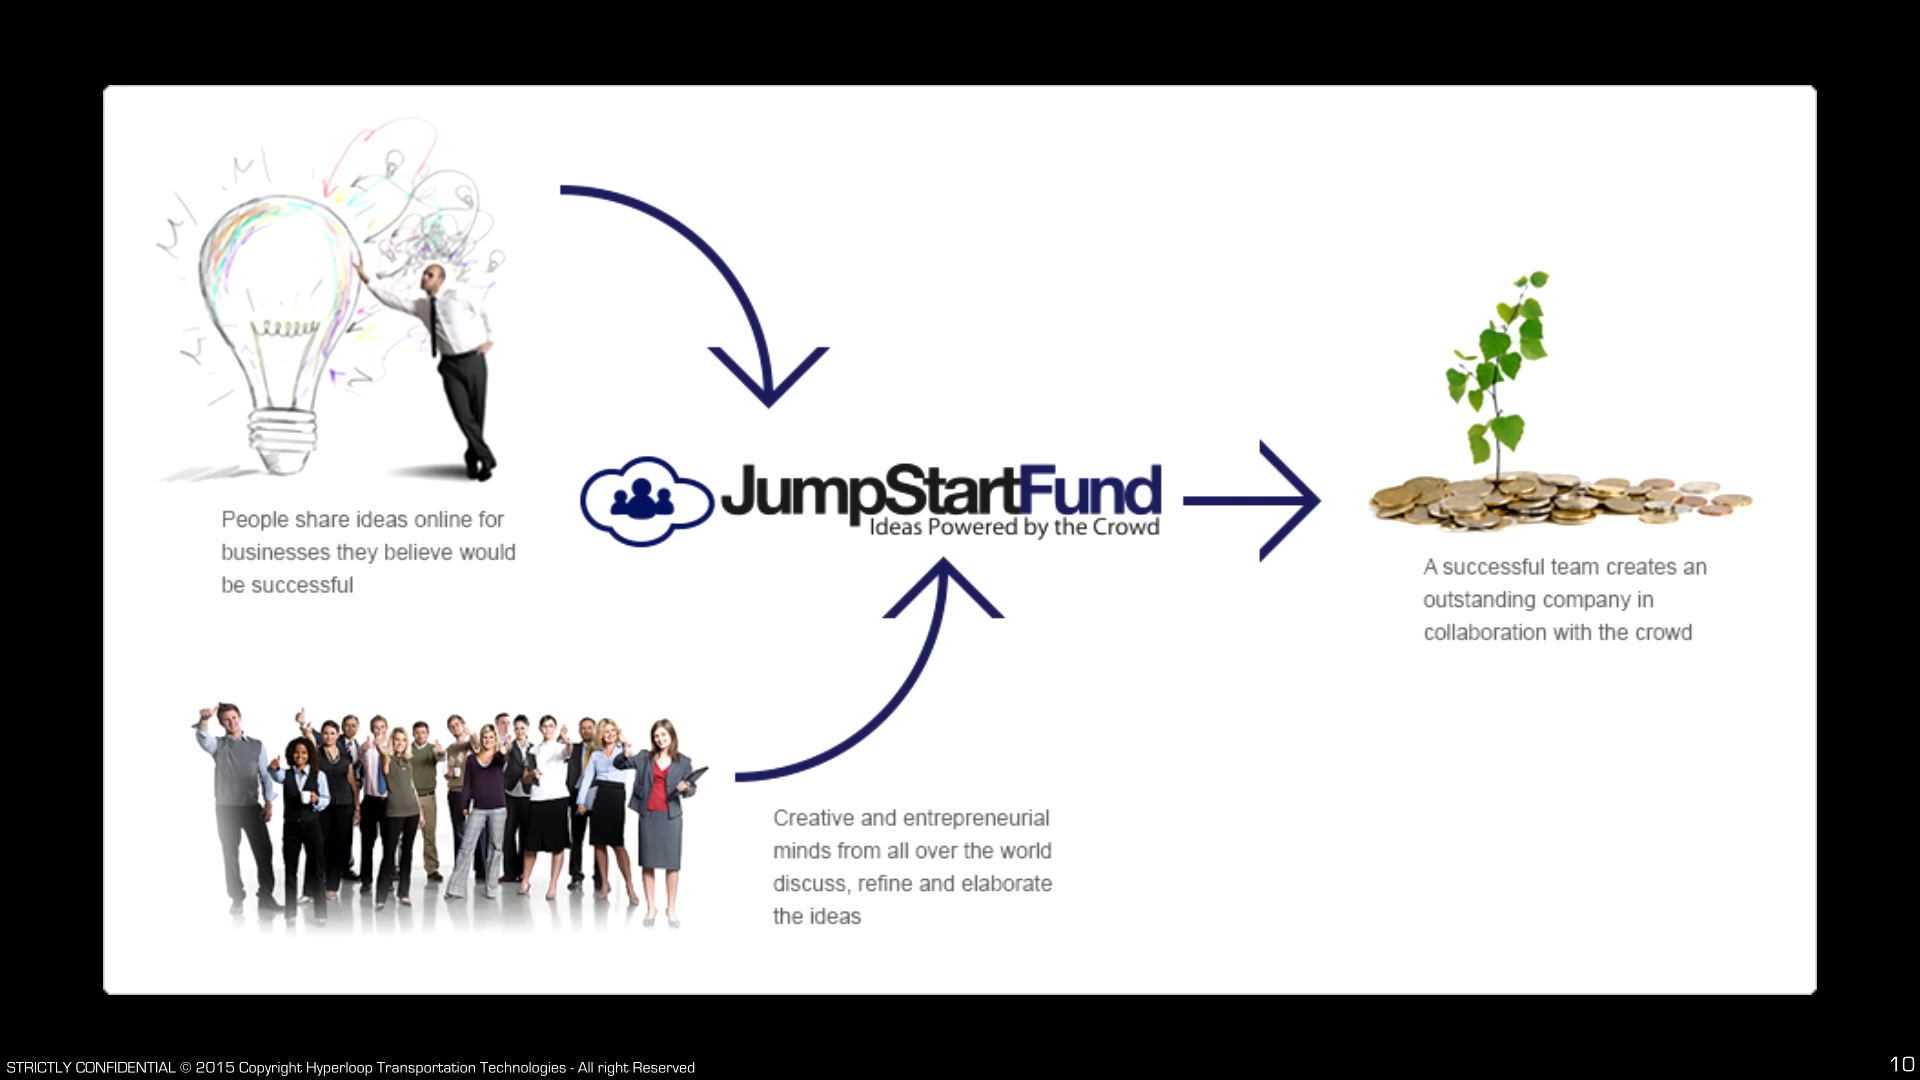 People share ideas online for
businesses they believe would
be successful
JumpStartFund
Ideas Powered by the Crowd
A successful team creates an
outstanding company in
collaboration with the crowd
Creative and entrepreneurial
minds from all over the world
discuss, refine and elaborate
the ideas
STRICTLY CONFIDENTIAL © 2015 Copyright Hyperloop Transportation Technologies - All right Reserved
10